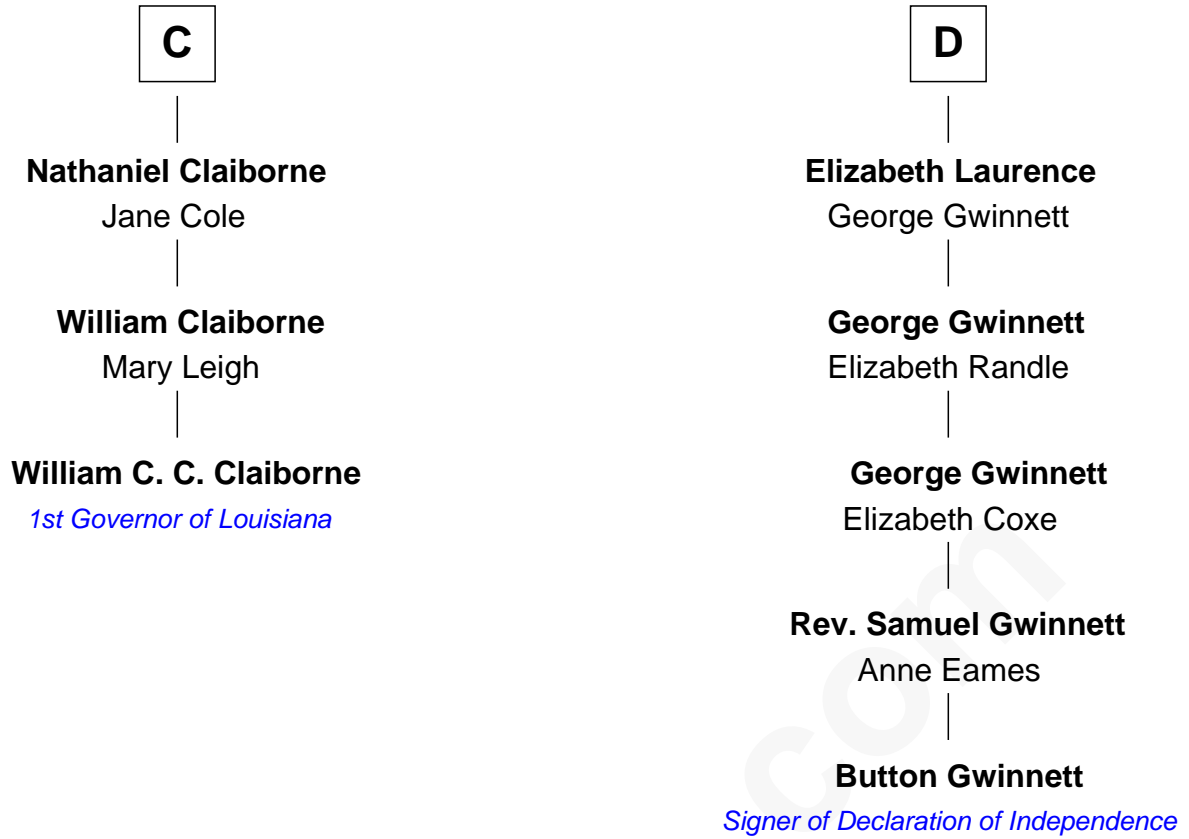 C
Nathaniel Claiborne
Jane Cole
William Claiborne
Mary Leigh
William C. C. Claiborne
1st Governor of Louisiana
D
Elizabeth Laurence
George Gwinnett
George Gwinnett
Elizabeth Randle
George Gwinnett
Elizabeth Coxe
Rev. Samuel Gwinnett
Anne Eames
Button Gwinnett
Signer of Declaration of Independence
com